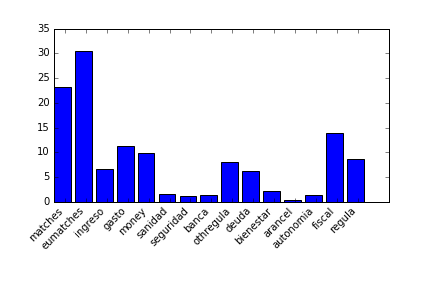 35
30
25
20
15
10
5
0
matches
eumatches
ingreso
gasto
money
sanidad
seguridad
banca
othregula
deuda
bienestar
arancel
autonomia
fiscal
regula